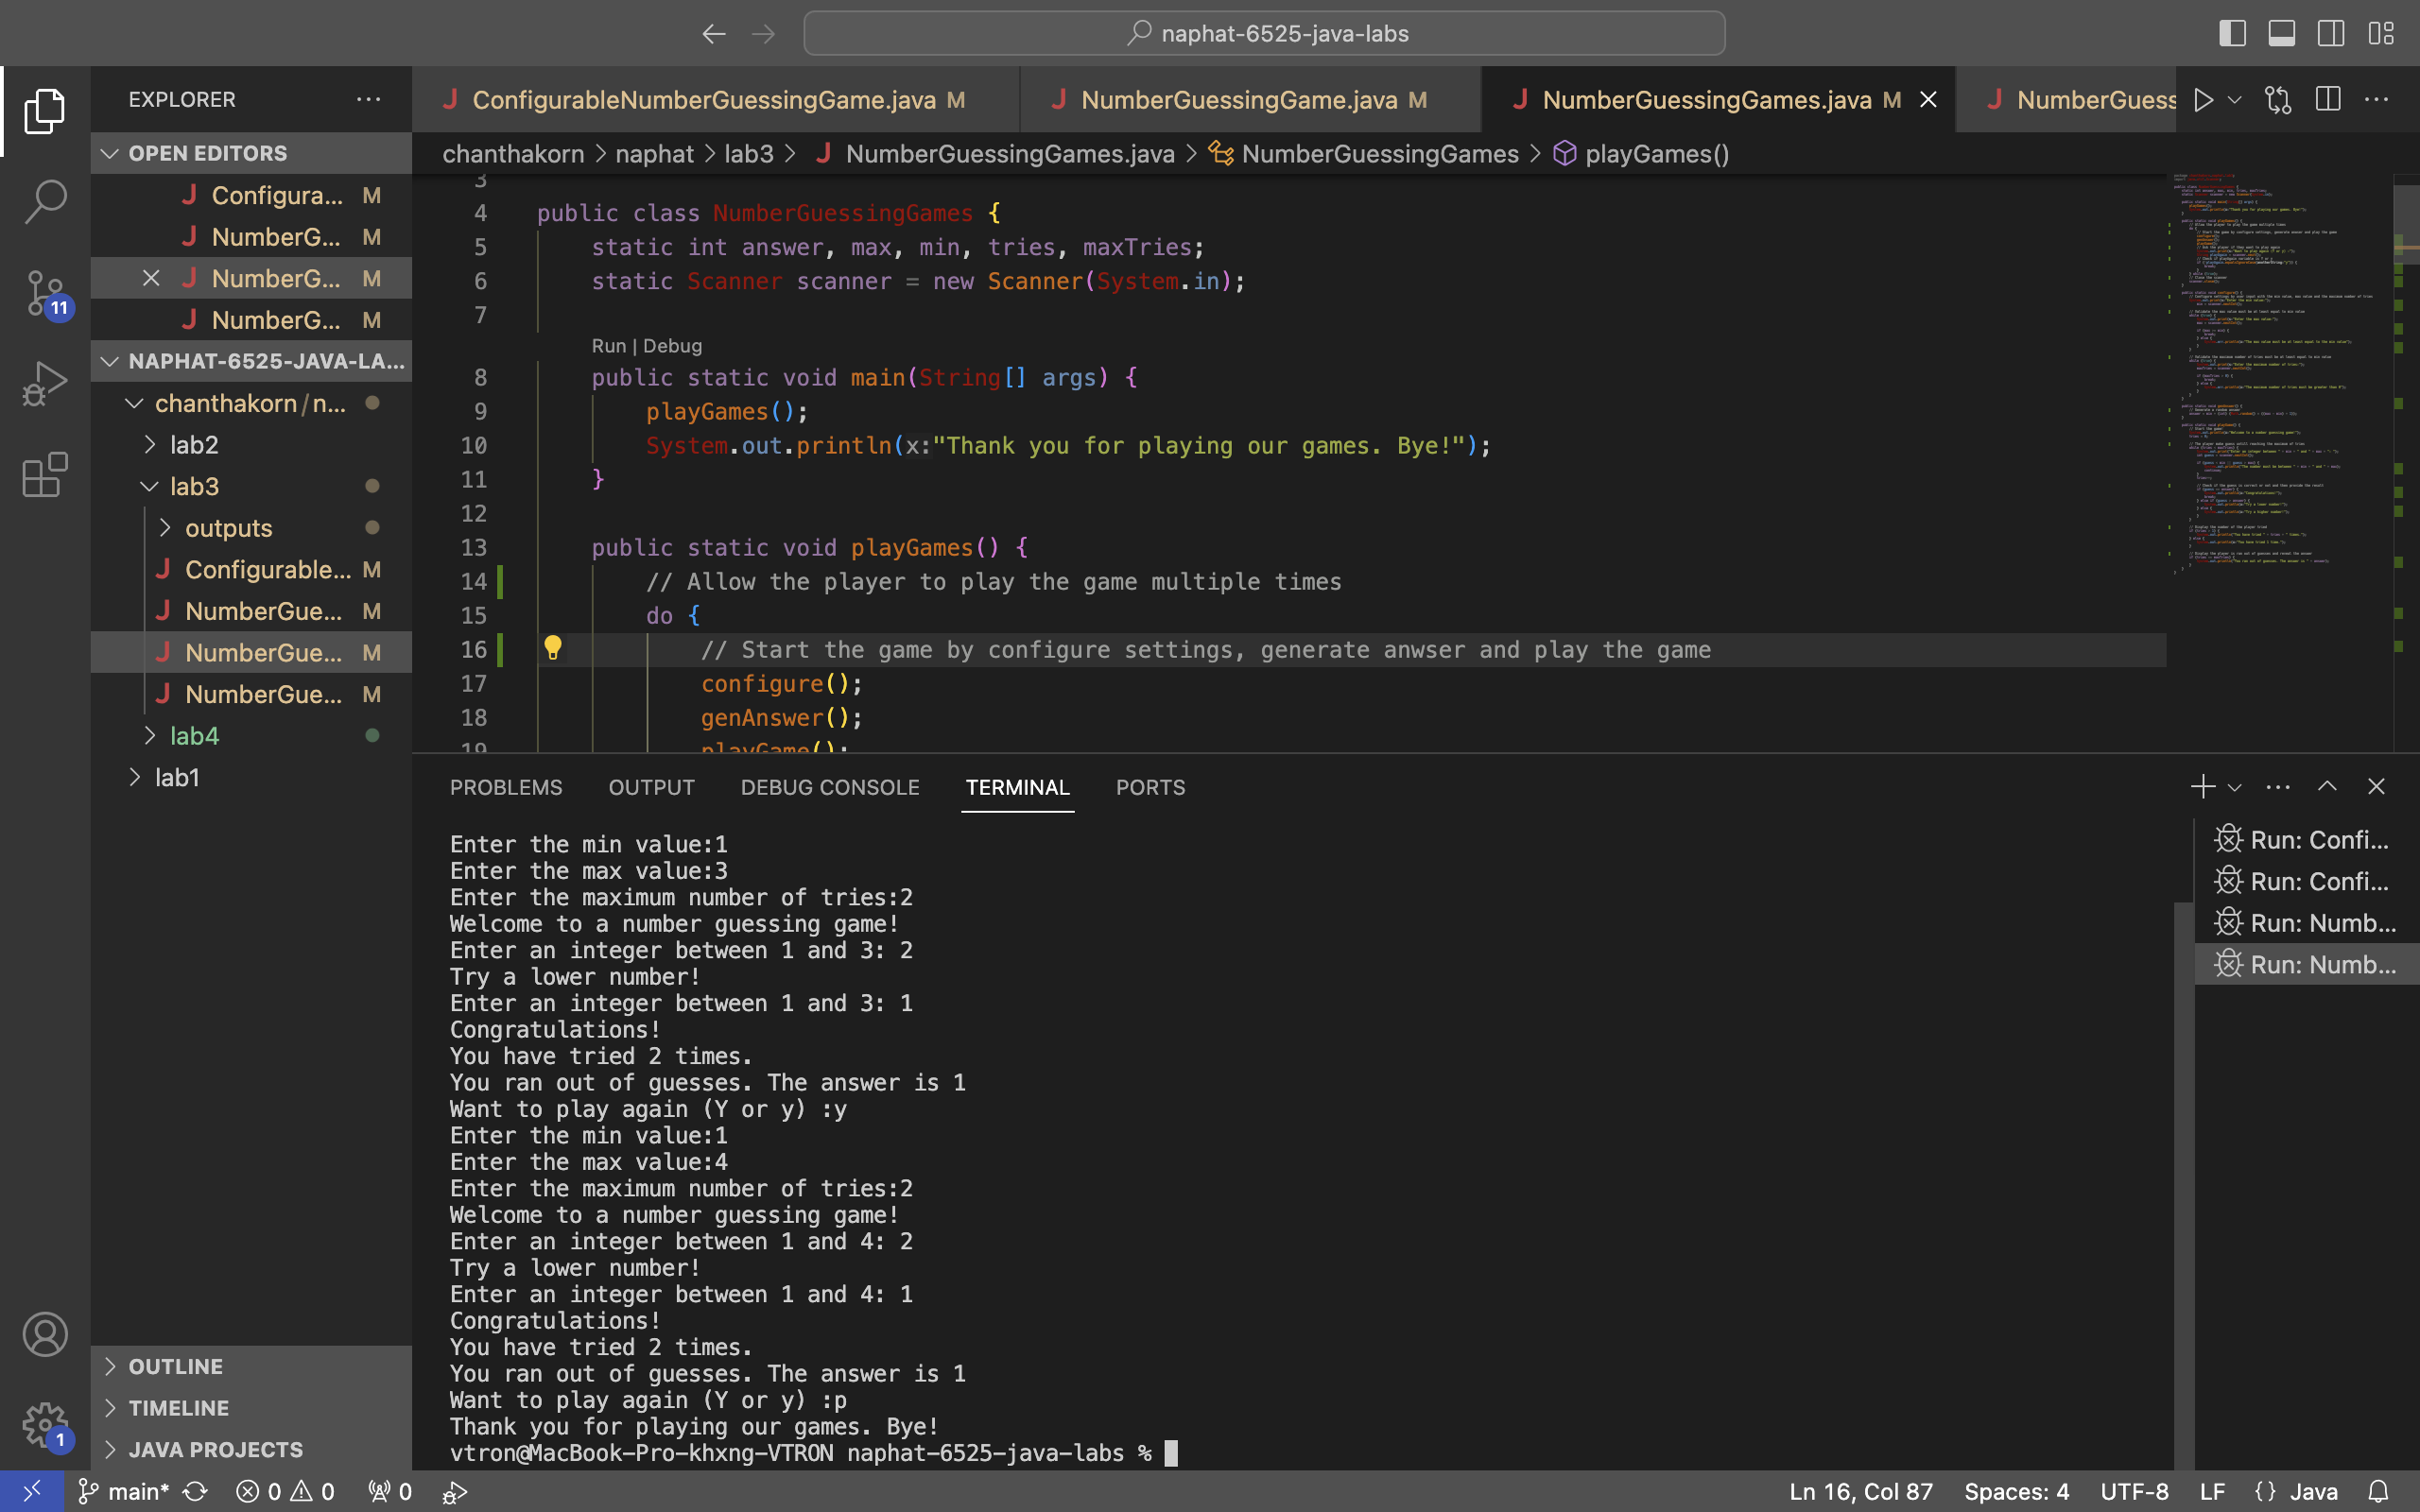 naphat-6525-java-labs
EXPLORER
ConfigurableNumberGuessingGame.java M
NumberGuessingGame.java M
NumberGuessingGames.java M
NumberGuess
OPEN EDITORS
Configura... M
NumberG... M
NumberG... M
NumberG... M
NAPHAT-6525-JAVA-LA...
chanthakorn/n...
lab2
lab3
outputs
Configurable... M
NumberGue... M
NumberGue... M
NumberGue... M
lab4
lab1
OUTLINE
TIMELINE
JAVA PROJECTS
11
1
chanthakorn > naphat > lab3 > J NumberGuessingGames.java > NumberGuessingGames > playGames()
3
4 public class NumberGuessingGames {
5 static int answer, max, min, tries, maxTries;
6 static Scanner scanner = new Scanner(System.in);
7
Run | Debug
8 public static void main(String[] args) {
9 playGames();
10 System.out.println(x:"Thank you for playing our games. Bye!");
11 }
12
13 public static void playGames() {
14 // Allow the player to play the game multiple times
15 do {
16 // Start the game by configure settings, generate anwser and play the game
17 configure();
18 genAnswer();
19 playGame();
PROBLEMS OUTPUT DEBUG CONSOLE TERMINAL PORTS
Enter the min value:1
Enter the max value:3
Enter the maximum number of tries:2
Welcome to a number guessing game!
Enter an integer between 1 and 3: 2
Try a lower number!
Enter an integer between 1 and 3: 1
Congratulations!
You have tried 2 times.
You ran out of guesses. The answer is 1
Want to play again (Y or y) :y
Enter the min value:1
Enter the max value:4
Enter the maximum number of tries:2
Welcome to a number guessing game!
Enter an integer between 1 and 4: 2
Try a lower number!
Enter an integer between 1 and 4: 1
Congratulations!
You have tried 2 times.
You ran out of guesses. The answer is 1
Want to play again (Y or y) :p
Thank you for playing our games. Bye!
vtron@MacBook-Pro-khxng-VTRON naphat-6525-java-labs %
Run: Confi...
Run: Confi...
Run: Numb...
Run: Numb...
main* 0 0 0
Ln 16, Col 87 Spaces: 4 UTF-8 LF {} Java